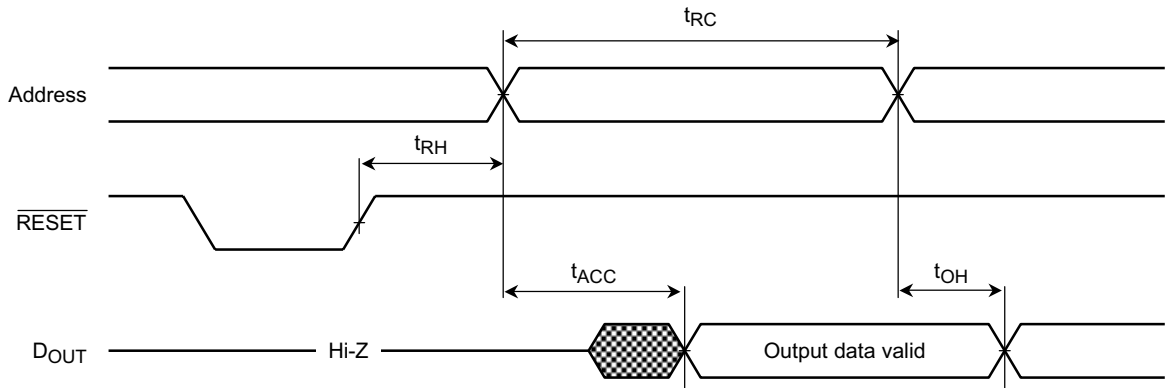 tRC
Address
tRH
RESET
tACC
tOH
DOUT
Hi-Z
Output data valid